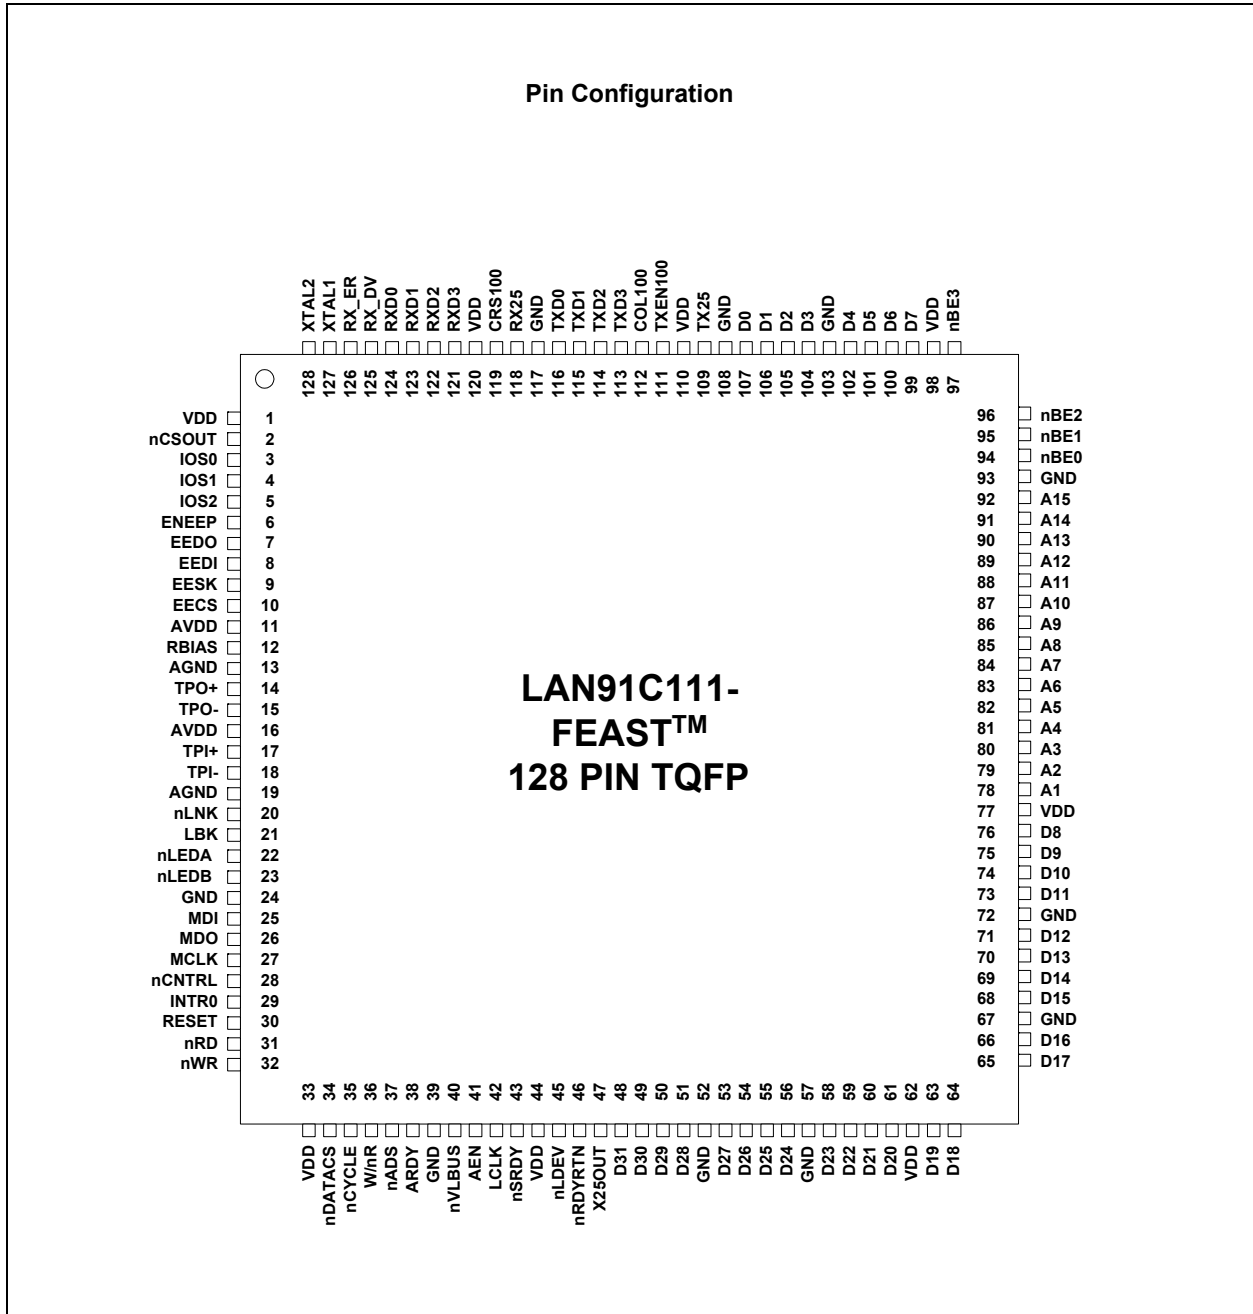 Pin Configuration
XTAL2
XTAL1
RX_ER
RX_DV
RXD0
RXD1
RXD2
RXD3
VDD
CRS100
RX25
GND
TXD0
TXD1
TXD2
TXD3
COL100
TXEN100
VDD
TX25
GND
D0
D1
D2
D3
GND
D4
D5
D6
D7
VDD
nBE3
128
127
126
125
124
123
122
121
120
119
118
117
116
115
114
113
112
111
110
109
108
107
106
105
104
103
102
101
100
99
98
97
VDD 1
nCSOUT 2
IOS0 3
IOS1 4
IOS2 5
ENEEP 6
EEDO 7
EEDI 8
EESK 9
EECS 10
AVDD 11
RBIAS 12
AGND 13
TPO+ 14
TPO- 15
AVDD 16
TPI+ 17
TPI- 18
AGND 19
nLNK 20
LBK 21
nLEDA 22
nLEDB 23
GND 24
MDI 25
MDO 26
MCLK 27
nCNTRL 28
INTR0 29
RESET 30
nRD 31
nWR 32
LAN91C111-
FEAST™
128 PIN TQFP
96 nBE2
95 nBE1
94 nBE0
93 GND
92 A15
91 A14
90 A13
89 A12
88 A11
87 A10
86 A9
85 A8
84 A7
83 A6
82 A5
81 A4
80 A3
79 A2
78 A1
77 VDD
76 D8
75 D9
74 D10
73 D11
72 GND
71 D12
70 D13
69 D14
68 D15
67 GND
66 D16
65 D17
33
34
35
36
37
38
39
40
41
42
43
44
45
46
47
48
49
50
51
52
53
54
55
56
57
58
59
60
61
62
63
64
VDD
nDATACS
nCYCLE
W/nR
nADS
ARDY
GND
nVLBUS
AEN
LCLK
nSRDY
VDD
nLDEV
nRDYRTN
X25OUT
D31
D30
D29
D28
GND
D27
D26
D25
D24
GND
D23
D22
D21
D20
VDD
D19
D18